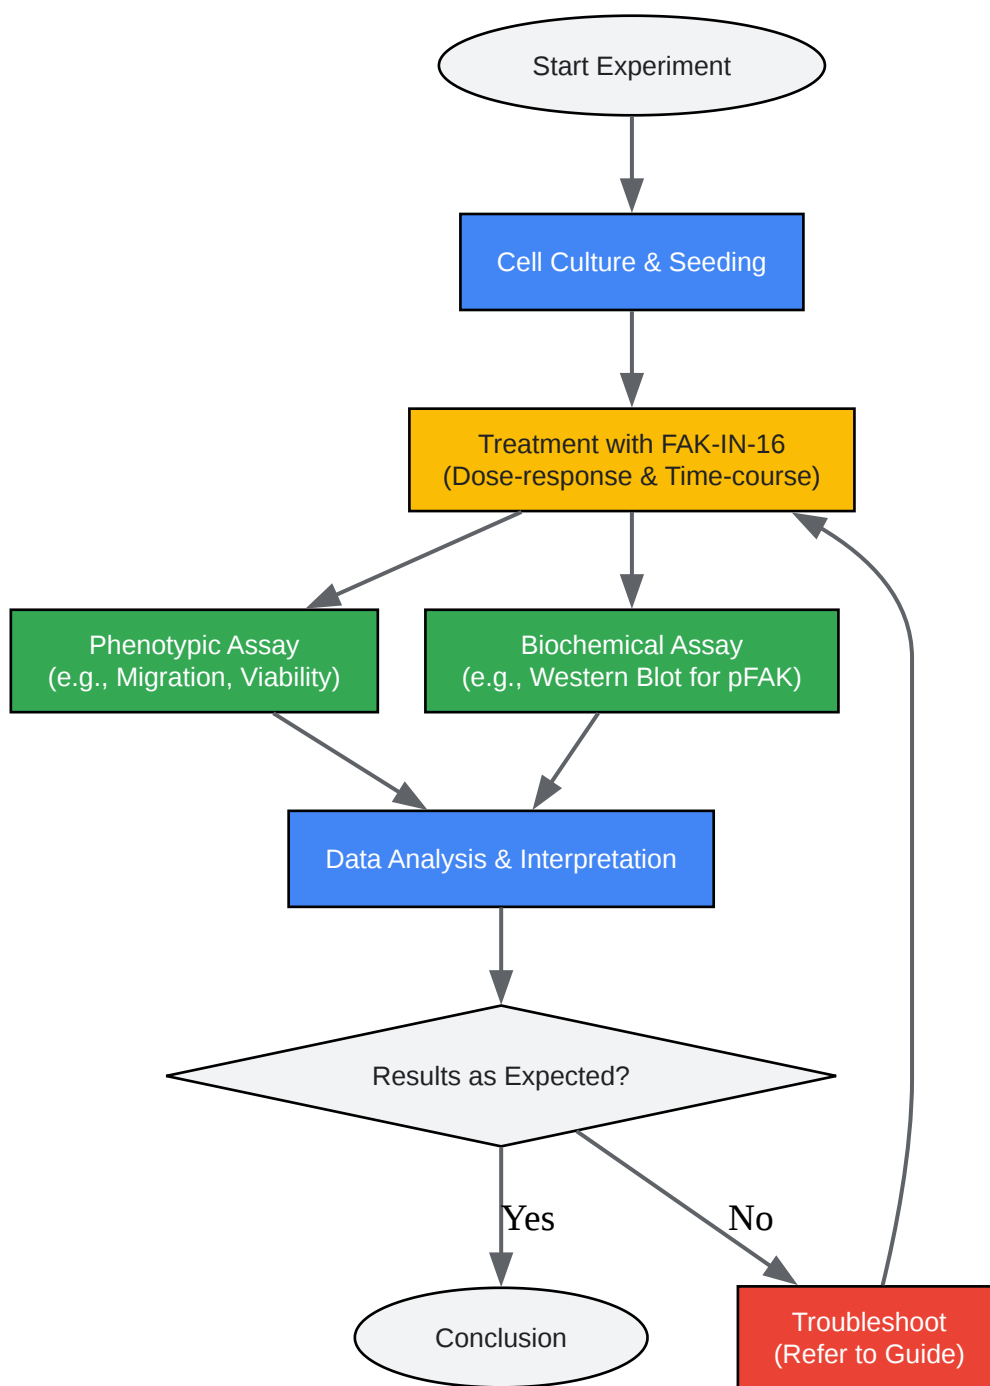 Start Experiment
Cell Culture & Seeding
Treatment with FAK-IN-16
(Dose-response & Time-course)
Phenotypic Assay
(e.g., Migration, Viability)
Biochemical Assay
(e.g., Western Blot for pFAK)
Data Analysis & Interpretation
Results as Expected?
Yes
No
Conclusion
Troubleshoot
(Refer to Guide)